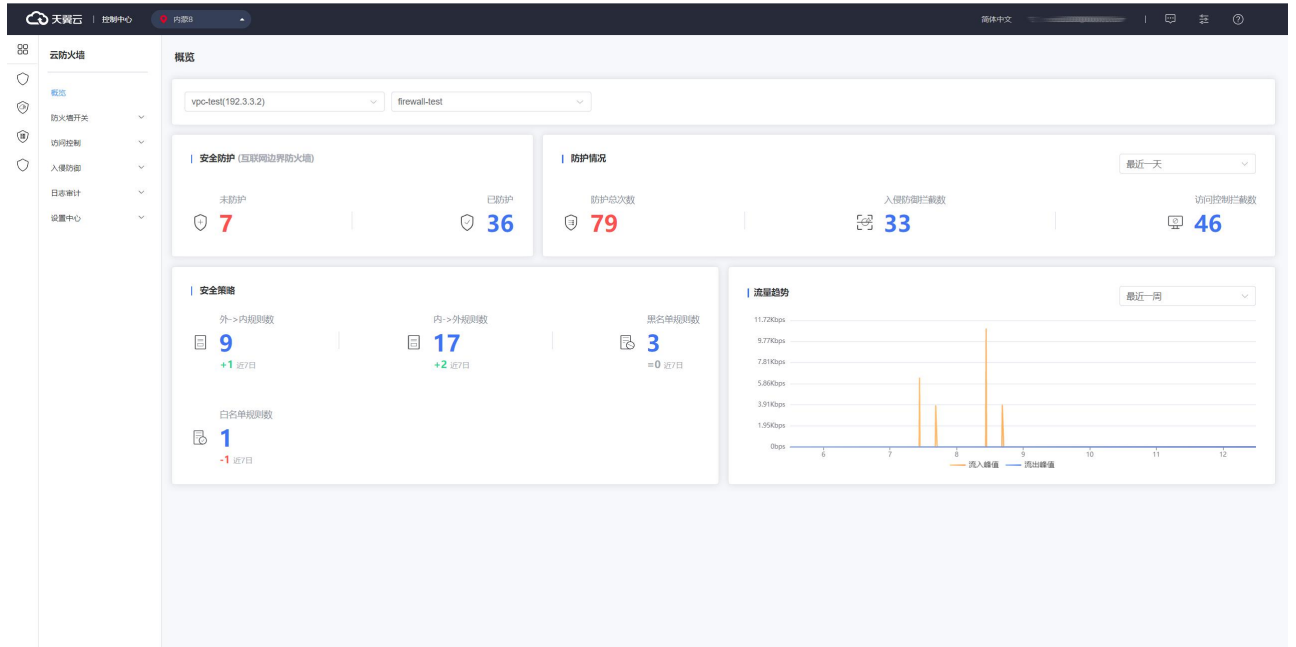 天翼云 | 控制中心 内蒙8 简体中文
云防火墙
概览
防火墙开关
访问控制
入侵防御
日志审计
设置中心
概览
vpc-test(192.3.3.2) firewall-test
安全防护 (互联网边界防火墙)
未防护 已防护
7 36
防护情况 最近一天
防护总次数 入侵防御拦截数 访问控制拦截数
79 33 46
安全策略
外->内规则数 内->外规则数 黑名单规则数
9 17 3
+1 近7日 +2 近7日 =0 近7日
白名单规则数
1
-1 近7日
流量趋势 最近一周
11.72Kbps
9.77Kbps
7.81Kbps
5.86Kbps
3.91Kbps
1.95Kbps
0bps
6 7 8 9 10 11 12
流入峰值 流出峰值